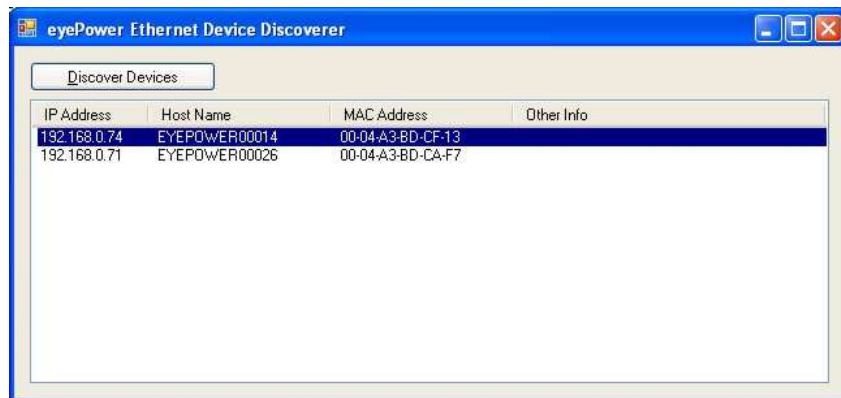 eyePower Ethernet Device Discoverer
Discover Devices
IP Address Host Name MAC Address Other Info
192.168.0.74 EYEPOWER00014 00-04-A3-BD-CF-13
192.168.0.71 EYEPOWER00026 00-04-A3-BD-CA-F7